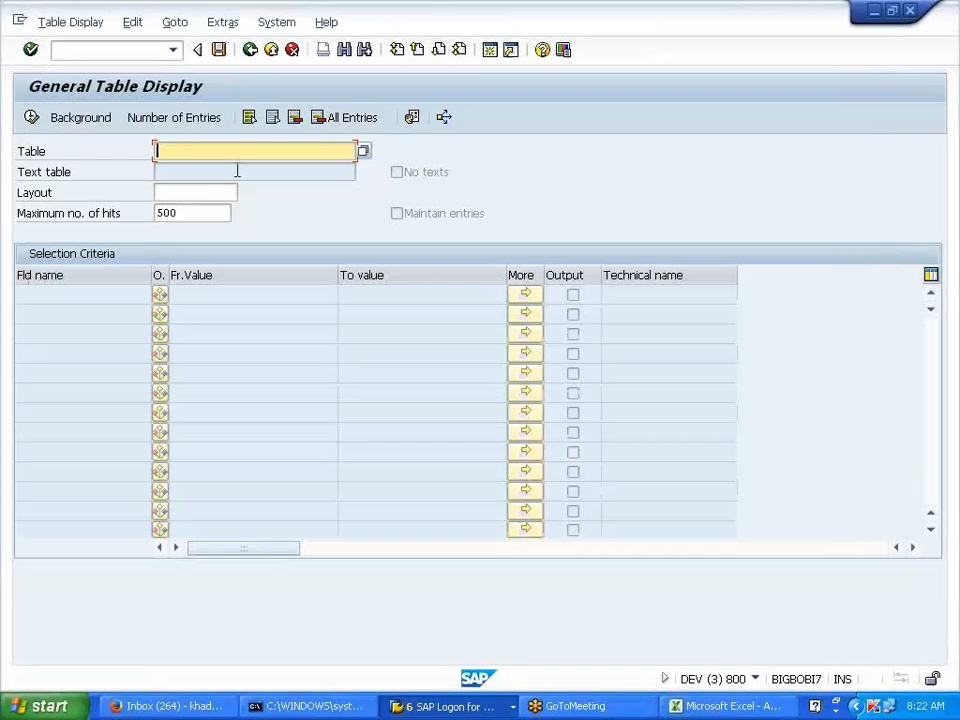 Table Display Edit Goto Extras System Help
General Table Display
Background Number of Entries All Entries
Table
Text table No texts
Layout
Maximum no. of hits 500 Maintain entries
Selection Criteria
Fld name O. Fr.Value To value More Output Technical name
SAP
DEV (3) 800 BIGBOBI7 INS
start Inbox (264) - khad... C:\WINDOWS\syst... 6 SAP Logon for ... GoToMeeting Microsoft Excel - A... 8:22 AM